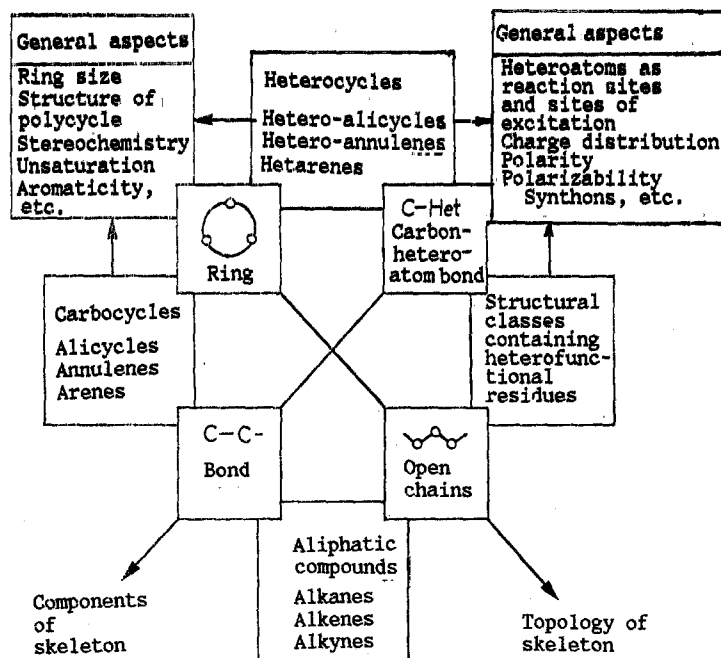 General aspects
Ring size
Structure of
polycycle
Stereochemistry
Unsaturation
Aromaticity,
etc.
Heterocycles
Hetero-alicycles
Hetero-annulenes
Hetarenes
General aspects
Heteroatoms as
reaction sites
and sites of
excitation
Charge distribution
Polarity
Polarizability
Synthons, etc.
Ring
C-Het
Carbon-
hetero-
atom bond
Carbocycles
Alicycles
Annulenes
Arenes
Structural
classes
containing
heterofunc-
tional
residues
C-C-
Bond
Open
chains
Aliphatic
compounds
Alkanes
Alkenes
Alkynes
Components
of
skeleton
Topology of
skeleton